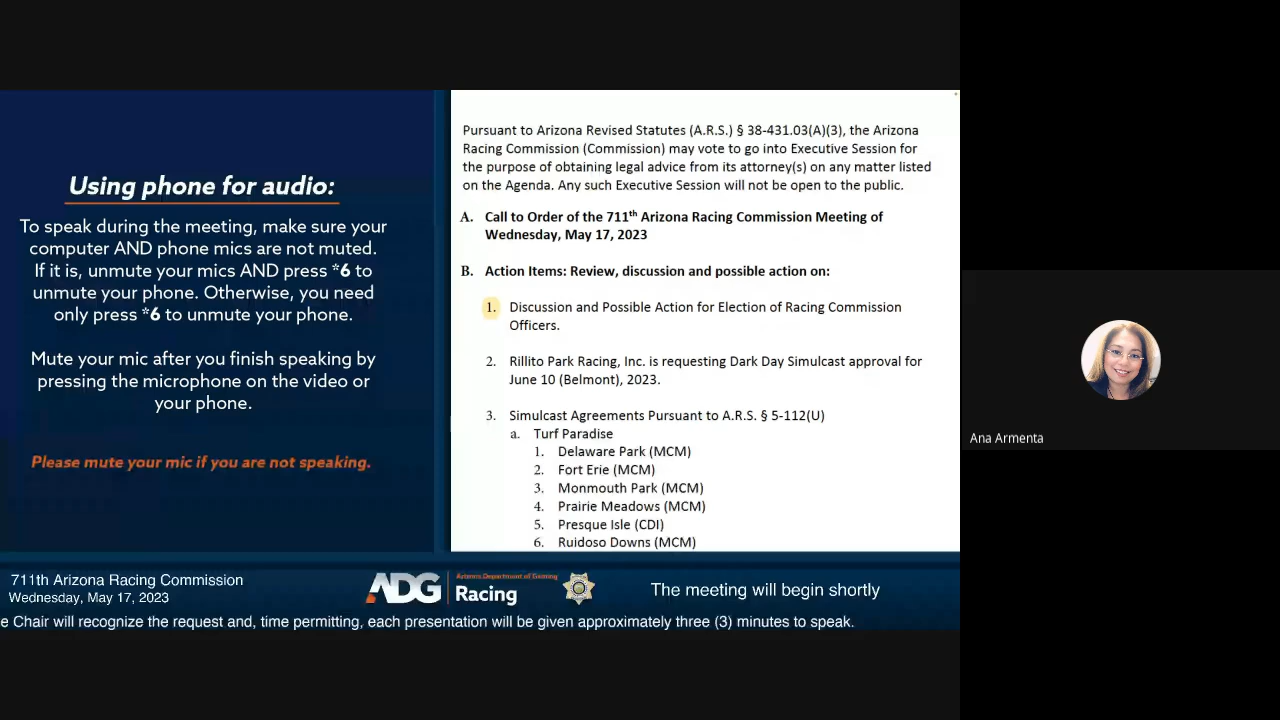 Using phone for audio:
To speak during the meeting, make sure your
computer AND phone mics are not muted.
If it is, unmute your mics AND press *6 to
unmute your phone. Otherwise, you need
only press *6 to unmute your phone.
Mute your mic after you finish speaking by
pressing the microphone on the video or
your phone.
Please mute your mic if you are not speaking.
Pursuant to Arizona Revised Statutes (A.R.S.) § 38-431.03(A)(3), the Arizona
Racing Commission (Commission) may vote to go into Executive Session for
the purpose of obtaining legal advice from its attorney(s) on any matter listed
on the Agenda. Any such Executive Session will not be open to the public.
A. Call to Order of the 711th Arizona Racing Commission Meeting of
Wednesday, May 17, 2023
B. Action Items: Review, discussion and possible action on:
1. Discussion and Possible Action for Election of Racing Commission
Officers.
2. Rillito Park Racing, Inc. is requesting Dark Day Simulcast approval for
June 10 (Belmont), 2023.
3. Simulcast Agreements Pursuant to A.R.S. § 5-112(U)
a. Turf Paradise
1. Delaware Park (MCM)
2. Fort Erie (MCM)
3. Monmouth Park (MCM)
4. Prairie Meadows (MCM)
5. Presque Isle (CDI)
6. Ruidoso Downs (MCM)
Ana Armenta
711th Arizona Racing Commission
Wednesday, May 17, 2023
ADG
Arizona Department of Gaming
Racing
The meeting will begin shortly
e Chair will recognize the request and, time permitting, each presentation will be given approximately three (3) minutes to speak.